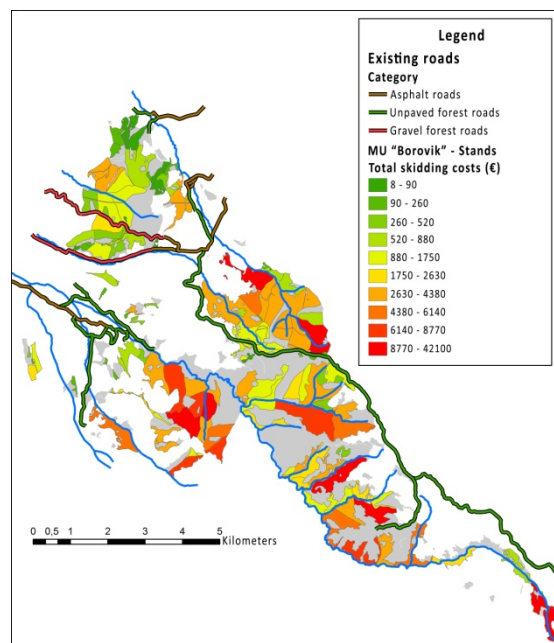 Legend
Existing roads
Category
Asphalt roads
Unpaved forest roads
Gravel forest roads
MU "Borovik" - Stands
Total skidding costs (€)
8 - 90
90 - 260
260 - 520
520 - 880
880 - 1750
1750 - 2630
2630 - 4380
4380 - 6140
6140 - 8770
8770 - 42100
0 0,5 1 2 3 4 5
Kilometers